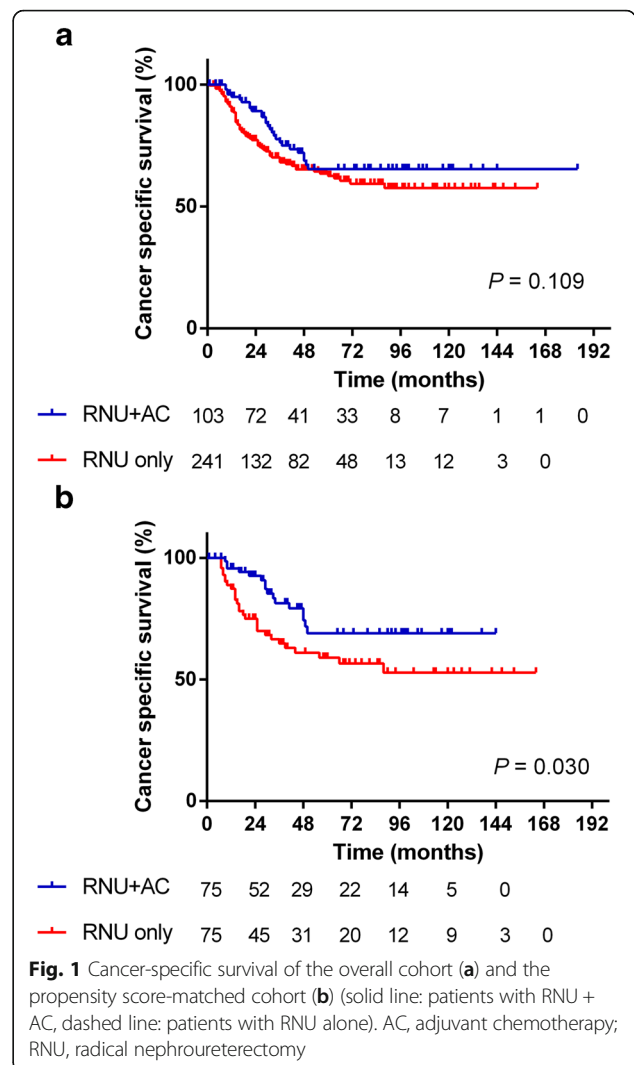 a
Cancer specific survival (%)
100
50
0
P = 0.109
0 24 48 72 96 120 144 168 192
Time (months)
RNU+AC 103 72 41 33 8 7 1 1 0
RNU only 241 132 82 48 13 12 3 0
b
Cancer specific survival (%)
100
50
0
P = 0.030
0 24 48 72 96 120 144 168 192
Time (months)
RNU+AC 75 52 29 22 14 5 0
RNU only 75 45 31 20 12 9 3 0
Fig. 1 Cancer-specific survival of the overall cohort (a) and the
propensity score-matched cohort (b) (solid line: patients with RNU +
AC, dashed line: patients with RNU alone). AC, adjuvant chemotherapy;
RNU, radical nephroureterectomy